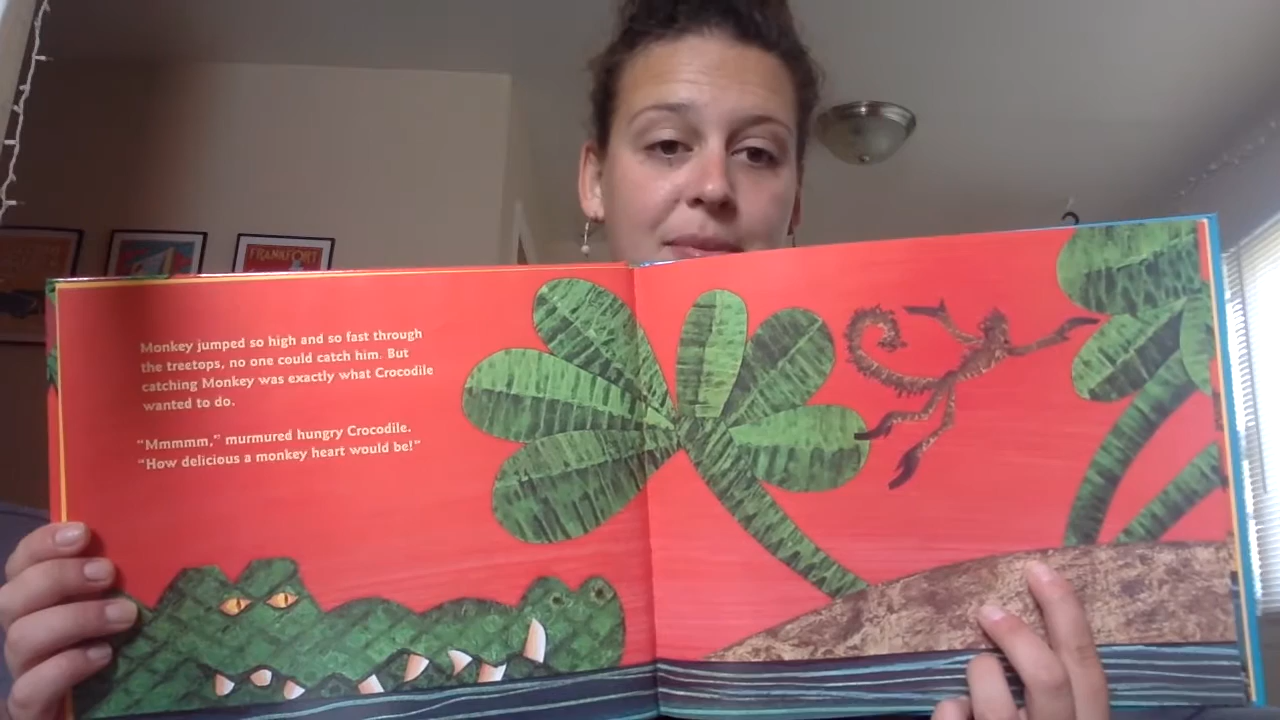 FRANKFORT
Monkey jumped so high and so fast through
the treetops, no one could catch him. But
catching Monkey was exactly what Crocodile
wanted to do.
“Mmmmm,” murmured hungry Crocodile.
“How delicious a monkey heart would be!”